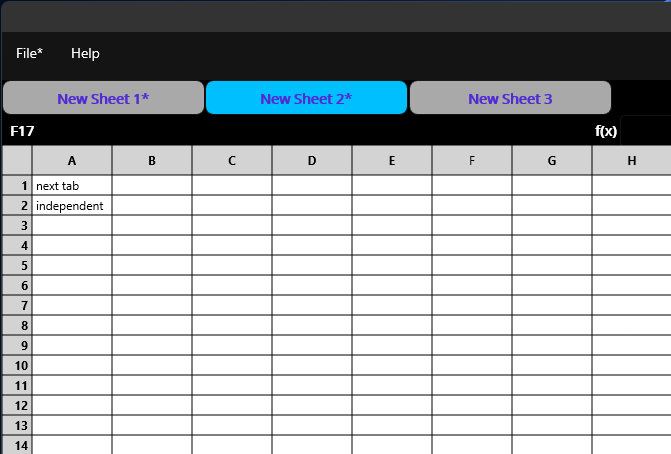 File* Help
New Sheet 1* New Sheet 2* New Sheet 3
F17 f(x)
A B C D E F G H
1 next tab
2 independent
3
4
5
6
7
8
9
10
11
12
13
14